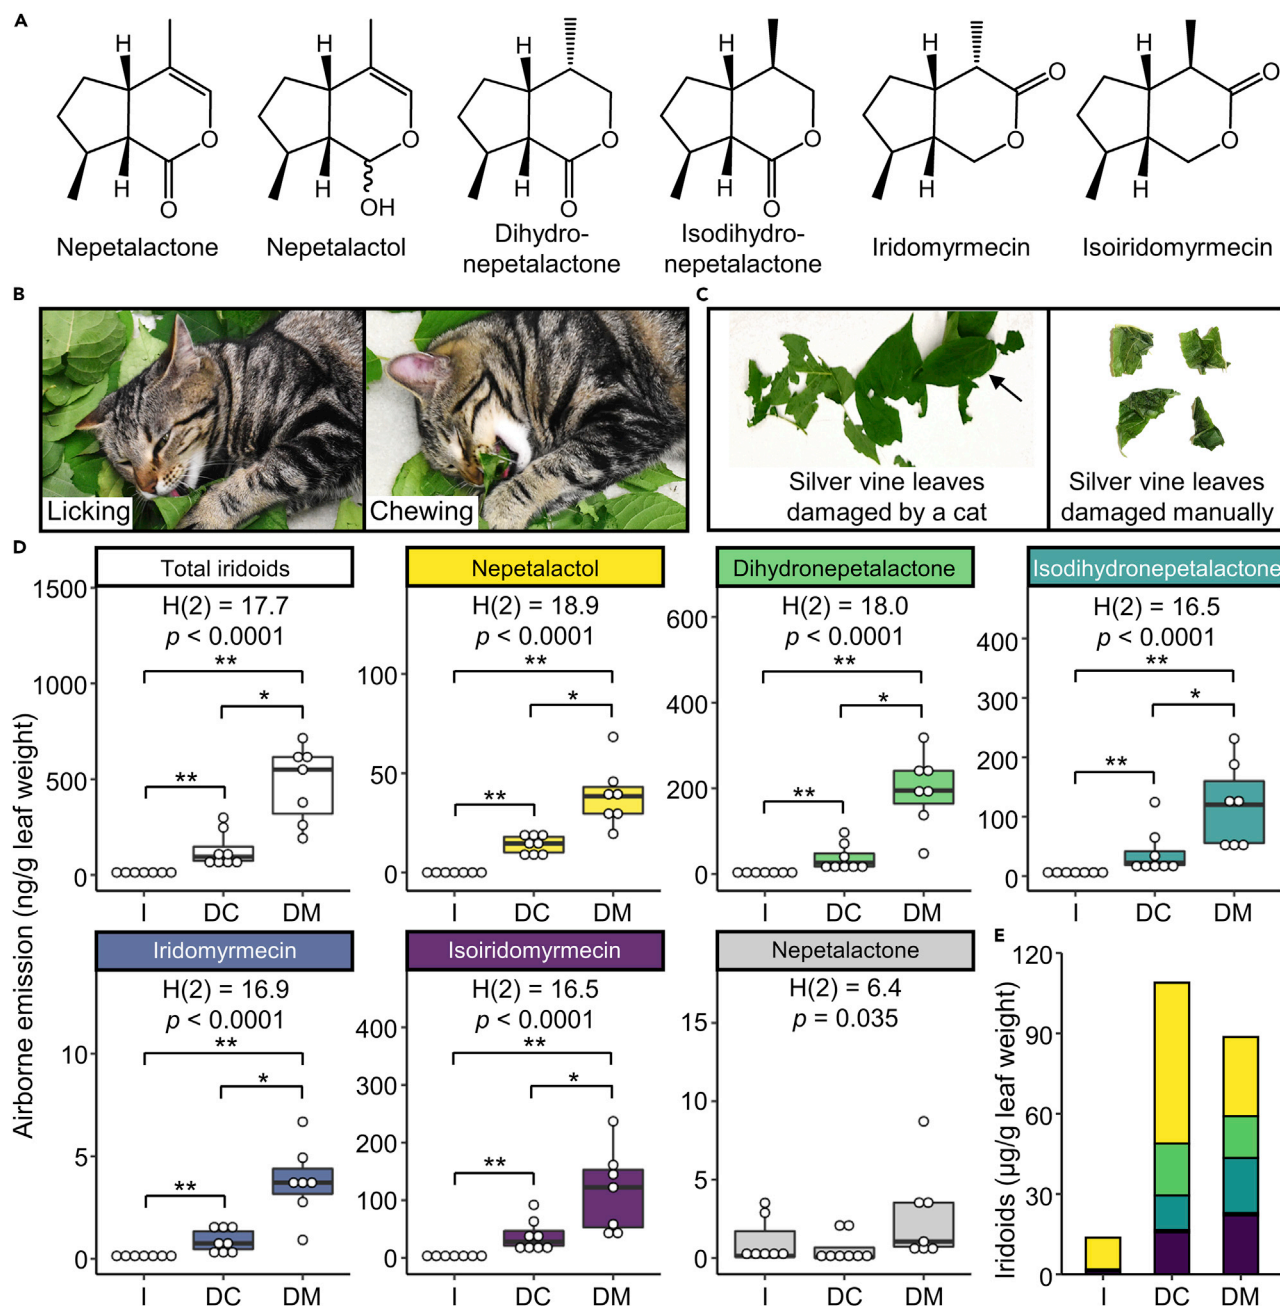 A
H
H
O
O
Nepetalactone
H
H
O
OH
Nepetalactol
H
H
O
O
Dihydro-
nepetalactone
H
H
O
O
Isodihydro-
nepetalactone
H
H
O
O
Iridomyrmecin
H
H
O
O
Isoiridomyrmecin
B
Licking
Chewing
C
Silver vine leaves
damaged by a cat
Silver vine leaves
damaged manually
D
Airborne emission (ng/g leaf weight)
Total iridoids
H(2) = 17.7
p < 0.0001
**
*
**
1500
1000
500
0
I DC DM
Nepetalactol
H(2) = 18.9
p < 0.0001
**
*
**
100
50
0
I DC DM
Dihydronepetalactone
H(2) = 18.0
p < 0.0001
**
*
**
600
400
200
0
I DC DM
Isodihydronepetalactone
H(2) = 16.5
p < 0.0001
**
*
**
400
300
200
100
0
I DC DM
Iridomyrmecin
H(2) = 16.9
p < 0.0001
**
*
**
10
5
0
I DC DM
Isoiridomyrmecin
H(2) = 16.5
p < 0.0001
**
*
**
400
300
200
100
0
I DC DM
Nepetalactone
H(2) = 6.4
p = 0.035
15
10
5
0
I DC DM
E
Iridoids (μg/g leaf weight)
120
90
60
30
0
I DC DM